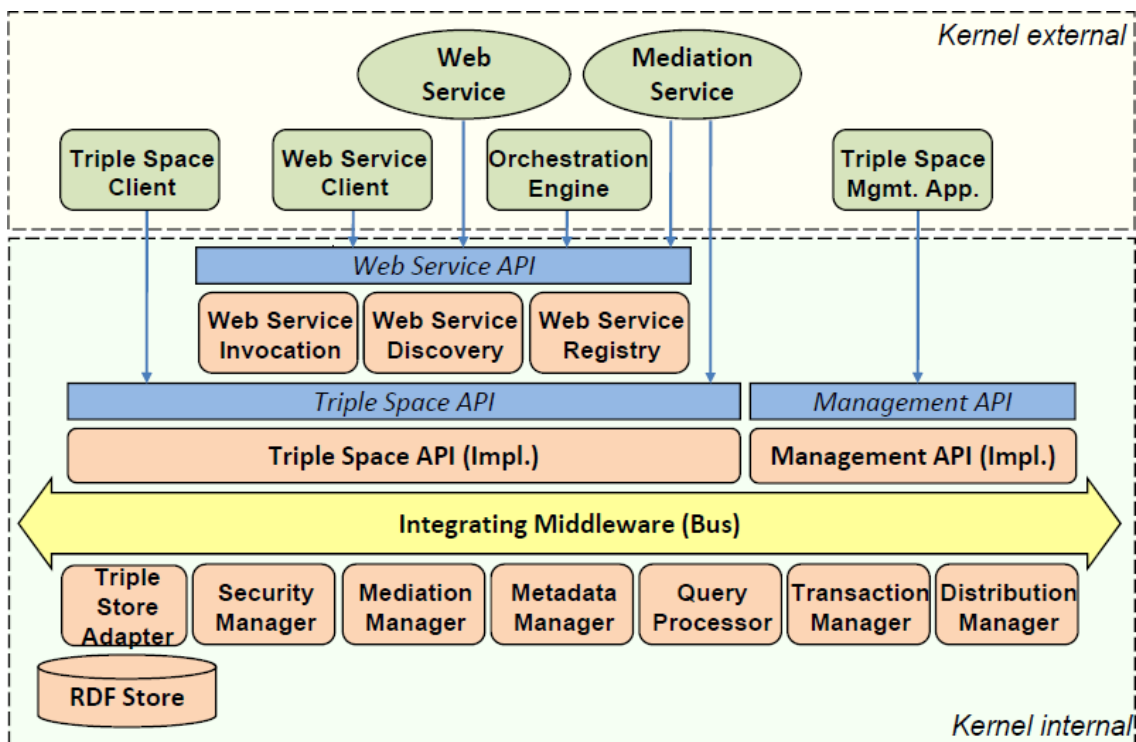 Kernel external
Web
Service
Mediation
Service
Triple Space
Client
Web Service
Client
Orchestration
Engine
Triple Space
Mgmt. App.
Web Service API
Web Service
Invocation
Web Service
Discovery
Web Service
Registry
Triple Space API
Management API
Triple Space API (Impl.)
Management API (Impl.)
Integrating Middleware (Bus)
Triple
Store
Adapter
Security
Manager
Mediation
Manager
Metadata
Manager
Query
Processor
Transaction
Manager
Distribution
Manager
RDF Store
Kernel internal